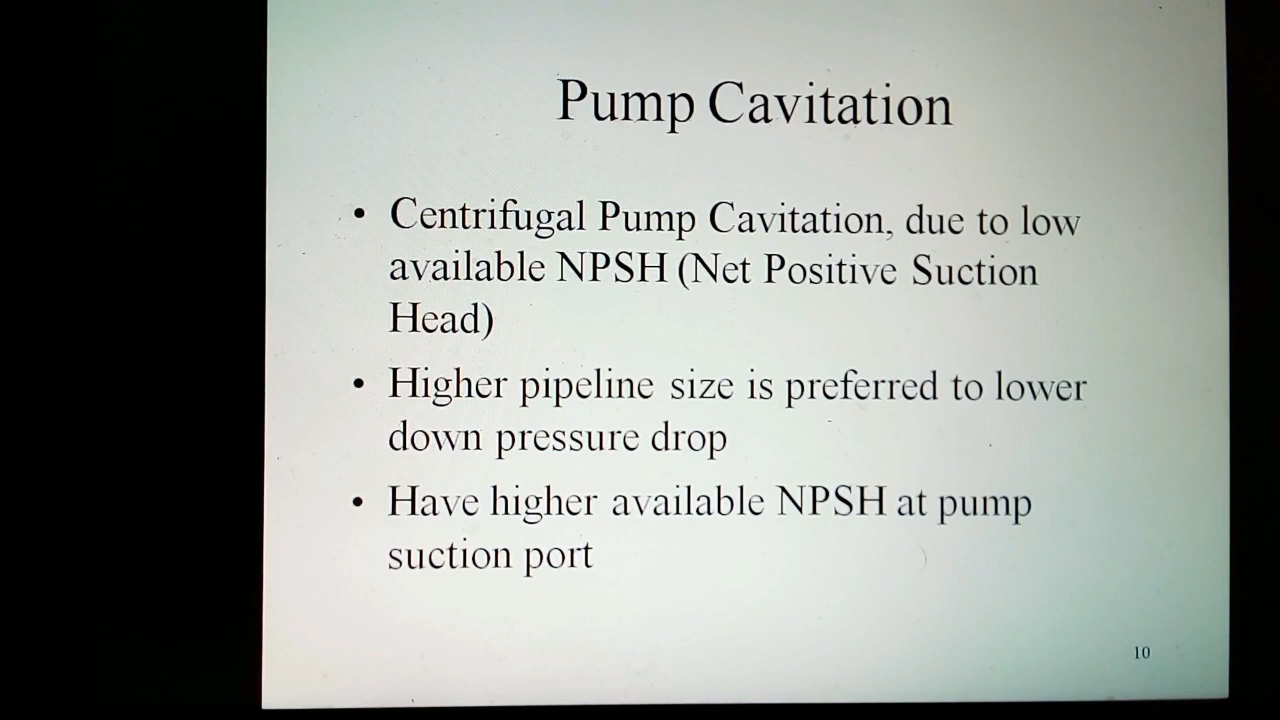 Pump Cavitation
• Centrifugal Pump Cavitation, due to low
available NPSH (Net Positive Suction
Head)
• Higher pipeline size is preferred to lower
down pressure drop
• Have higher available NPSH at pump
suction port
10